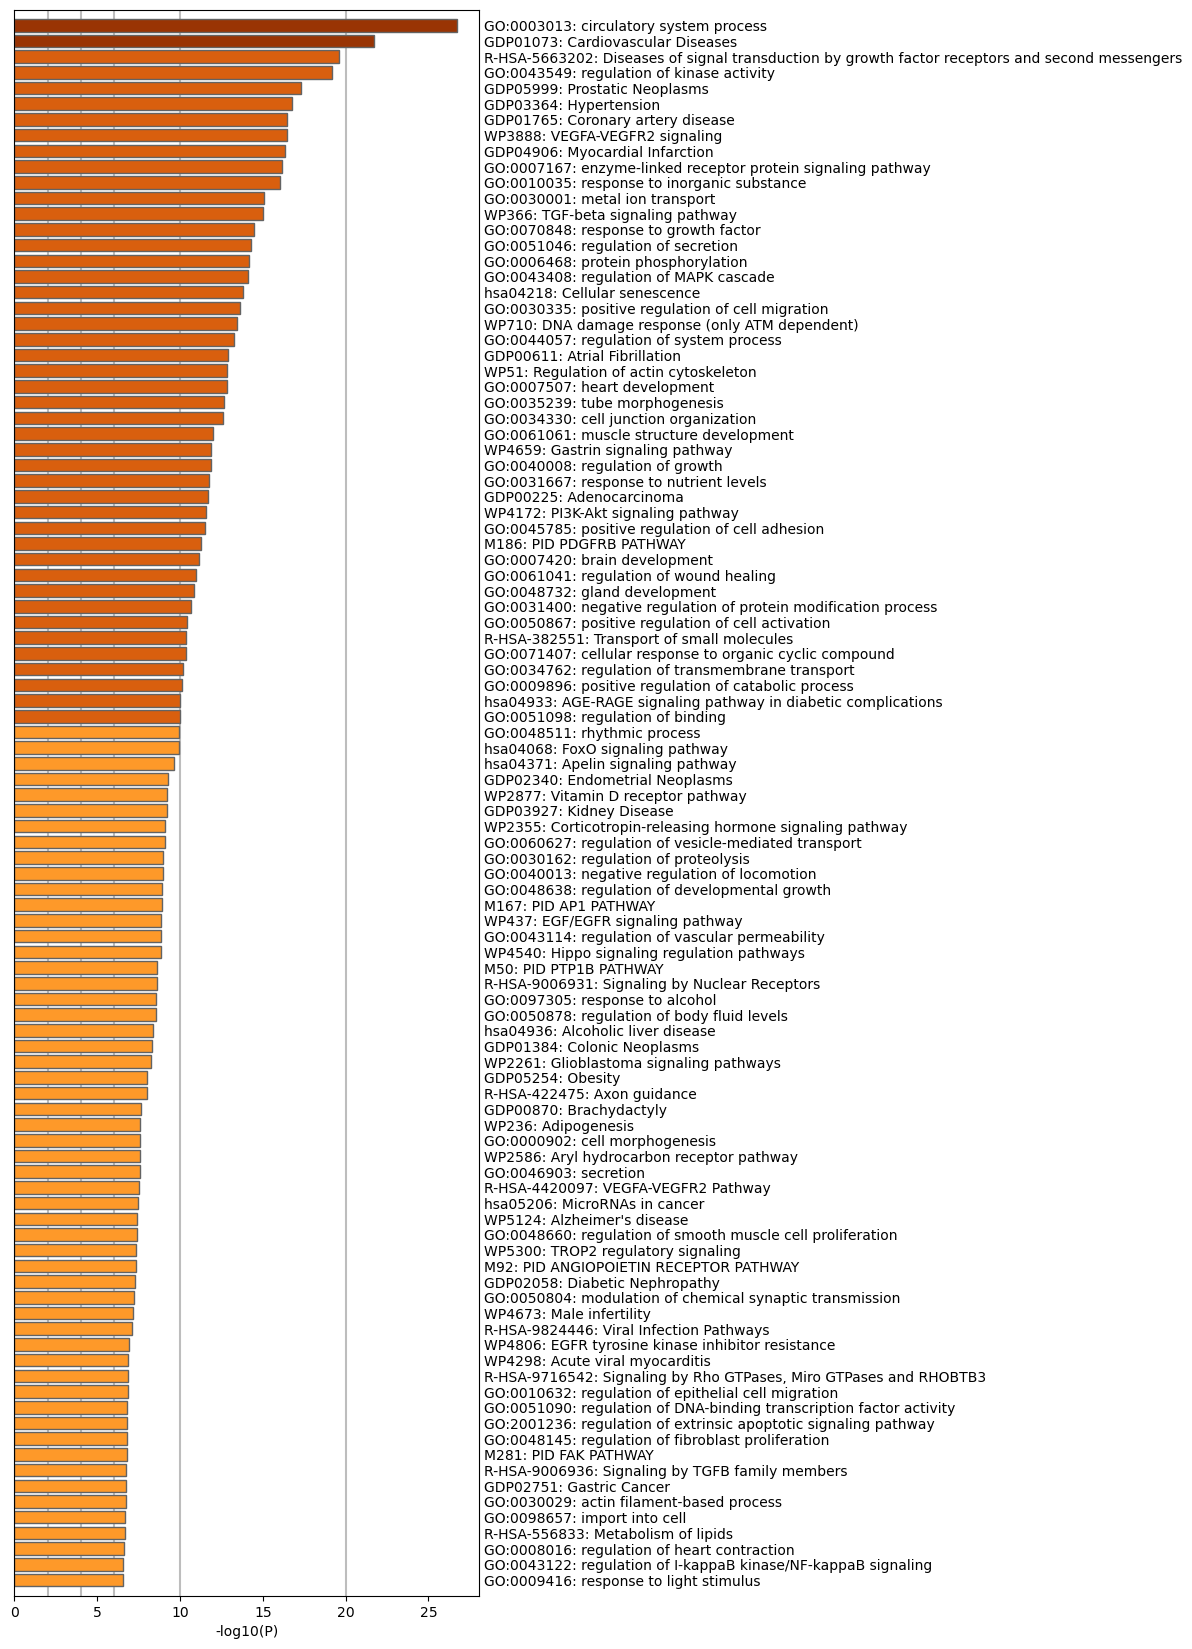 GO:0003013: circulatory system process
GDP01073: Cardiovascular Diseases
R-HSA-5663202: Diseases of signal transduction by growth factor receptors and second messengers
GO:0043549: regulation of kinase activity
GDP05999: Prostatic Neoplasms
GDP03364: Hypertension
GDP01765: Coronary artery disease
WP3888: VEGFA-VEGFR2 signaling
GDP04906: Myocardial Infarction
GO:0007167: enzyme-linked receptor protein signaling pathway
GO:0010035: response to inorganic substance
GO:0030001: metal ion transport
WP366: TGF-beta signaling pathway
GO:0070848: response to growth factor
GO:0051046: regulation of secretion
GO:0006468: protein phosphorylation
GO:0043408: regulation of MAPK cascade
hsa04218: Cellular senescence
GO:0030335: positive regulation of cell migration
WP710: DNA damage response (only ATM dependent)
GO:0044057: regulation of system process
GDP00611: Atrial Fibrillation
WP51: Regulation of actin cytoskeleton
GO:0007507: heart development
GO:0035239: tube morphogenesis
GO:0034330: cell junction organization
GO:0061061: muscle structure development
WP4659: Gastrin signaling pathway
GO:0040008: regulation of growth
GO:0031667: response to nutrient levels
GDP00225: Adenocarcinoma
WP4172: PI3K-Akt signaling pathway
GO:0045785: positive regulation of cell adhesion
M186: PID PDGFRB PATHWAY
GO:0007420: brain development
GO:0061041: regulation of wound healing
GO:0048732: gland development
GO:0031400: negative regulation of protein modification process
GO:0050867: positive regulation of cell activation
R-HSA-382551: Transport of small molecules
GO:0071407: cellular response to organic cyclic compound
GO:0034762: regulation of transmembrane transport
GO:0009896: positive regulation of catabolic process
hsa04933: AGE-RAGE signaling pathway in diabetic complications
GO:0051098: regulation of binding
GO:0048511: rhythmic process
hsa04068: FoxO signaling pathway
hsa04371: Apelin signaling pathway
GDP02340: Endometrial Neoplasms
WP2877: Vitamin D receptor pathway
GDP03927: Kidney Disease
WP2355: Corticotropin-releasing hormone signaling pathway
GO:0060627: regulation of vesicle-mediated transport
GO:0030162: regulation of proteolysis
GO:0040013: negative regulation of locomotion
GO:0048638: regulation of developmental growth
M167: PID AP1 PATHWAY
WP437: EGF/EGFR signaling pathway
GO:0043114: regulation of vascular permeability
WP4540: Hippo signaling regulation pathways
M50: PID PTP1B PATHWAY
R-HSA-9006931: Signaling by Nuclear Receptors
GO:0097305: response to alcohol
GO:0050878: regulation of body fluid levels
hsa04936: Alcoholic liver disease
GDP01384: Colonic Neoplasms
WP2261: Glioblastoma signaling pathways
GDP05254: Obesity
R-HSA-422475: Axon guidance
GDP00870: Brachydactyly
WP236: Adipogenesis
GO:0000902: cell morphogenesis
WP2586: Aryl hydrocarbon receptor pathway
GO:0046903: secretion
R-HSA-4420097: VEGFA-VEGFR2 Pathway
hsa05206: MicroRNAs in cancer
WP5124: Alzheimer's disease
GO:0048660: regulation of smooth muscle cell proliferation
WP5300: TROP2 regulatory signaling
M92: PID ANGIOPOIETIN RECEPTOR PATHWAY
GDP02058: Diabetic Nephropathy
GO:0050804: modulation of chemical synaptic transmission
WP4673: Male infertility
R-HSA-9824446: Viral Infection Pathways
WP4806: EGFR tyrosine kinase inhibitor resistance
WP4298: Acute viral myocarditis
R-HSA-9716542: Signaling by Rho GTPases, Miro GTPases and RHOBTB3
GO:0010632: regulation of epithelial cell migration
GO:0051090: regulation of DNA-binding transcription factor activity
GO:2001236: regulation of extrinsic apoptotic signaling pathway
GO:0048145: regulation of fibroblast proliferation
M281: PID FAK PATHWAY
R-HSA-9006936: Signaling by TGFB family members
GDP02751: Gastric Cancer
GO:0030029: actin filament-based process
GO:0098657: import into cell
R-HSA-556833: Metabolism of lipids
GO:0008016: regulation of heart contraction
GO:0043122: regulation of I-kappaB kinase/NF-kappaB signaling
GO:0009416: response to light stimulus
0 5 10 15 20 25
-log10(P)